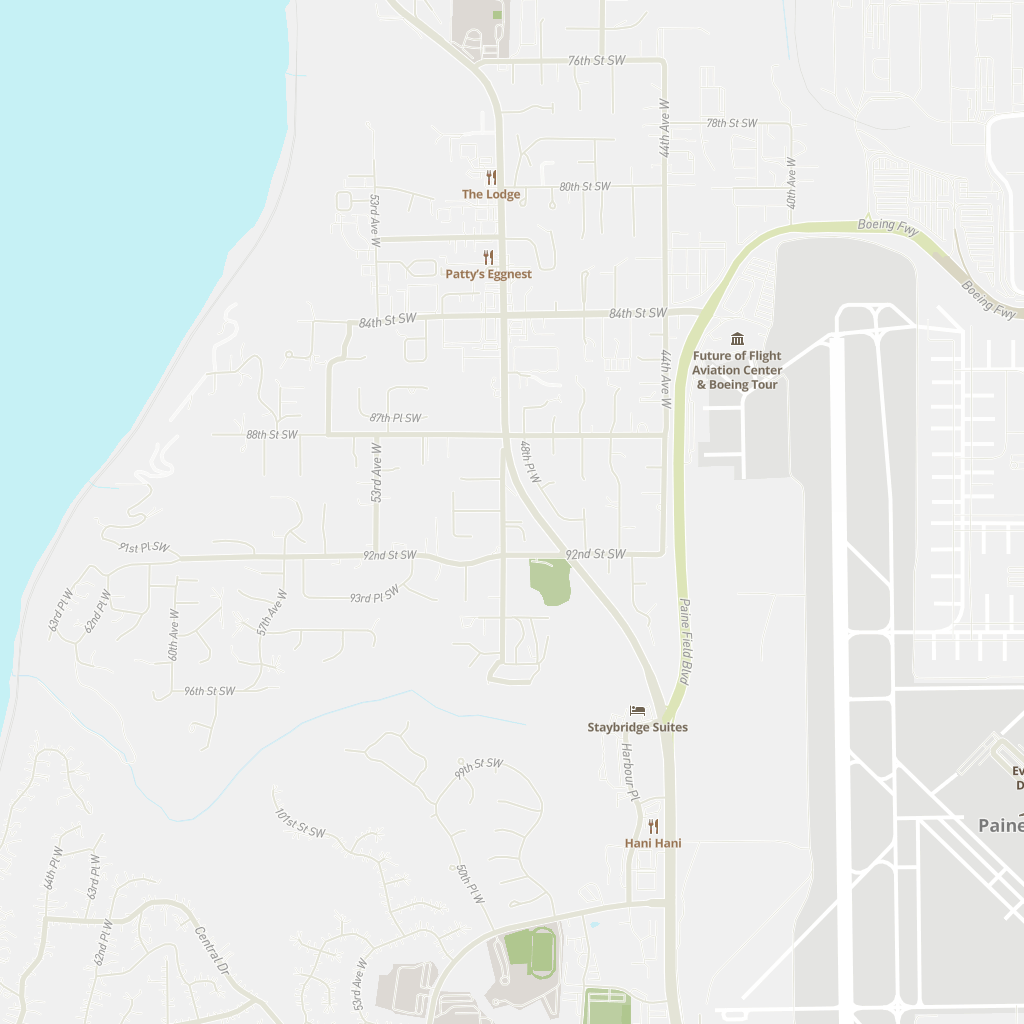 76th St SW
44th Ave W
78th St SW
40th Ave W
The Lodge
80th St SW
53rd Ave W
Boeing Fwy
Patty's Eggnest
Boeing Fwy
84th St SW
84th St SW
Future of Flight
Aviation Center
& Boeing Tour
44th Ave W
87th Pl SW
88th St SW
48th Pl W
53rd Ave W
91st Pl SW
92nd St SW
92nd St SW
93rd Pl SW
63rd Pl W
62nd Pl W
60th Ave W
57th Ave W
Paine Field Blvd
96th St SW
Staybridge Suites
99th St SW
Harbour Pl
Ev
D
101st St SW
Paine
Hani Hani
64th Pl W
63rd Pl W
50th Pl W
62nd Pl W
Central Dr
53rd Ave W